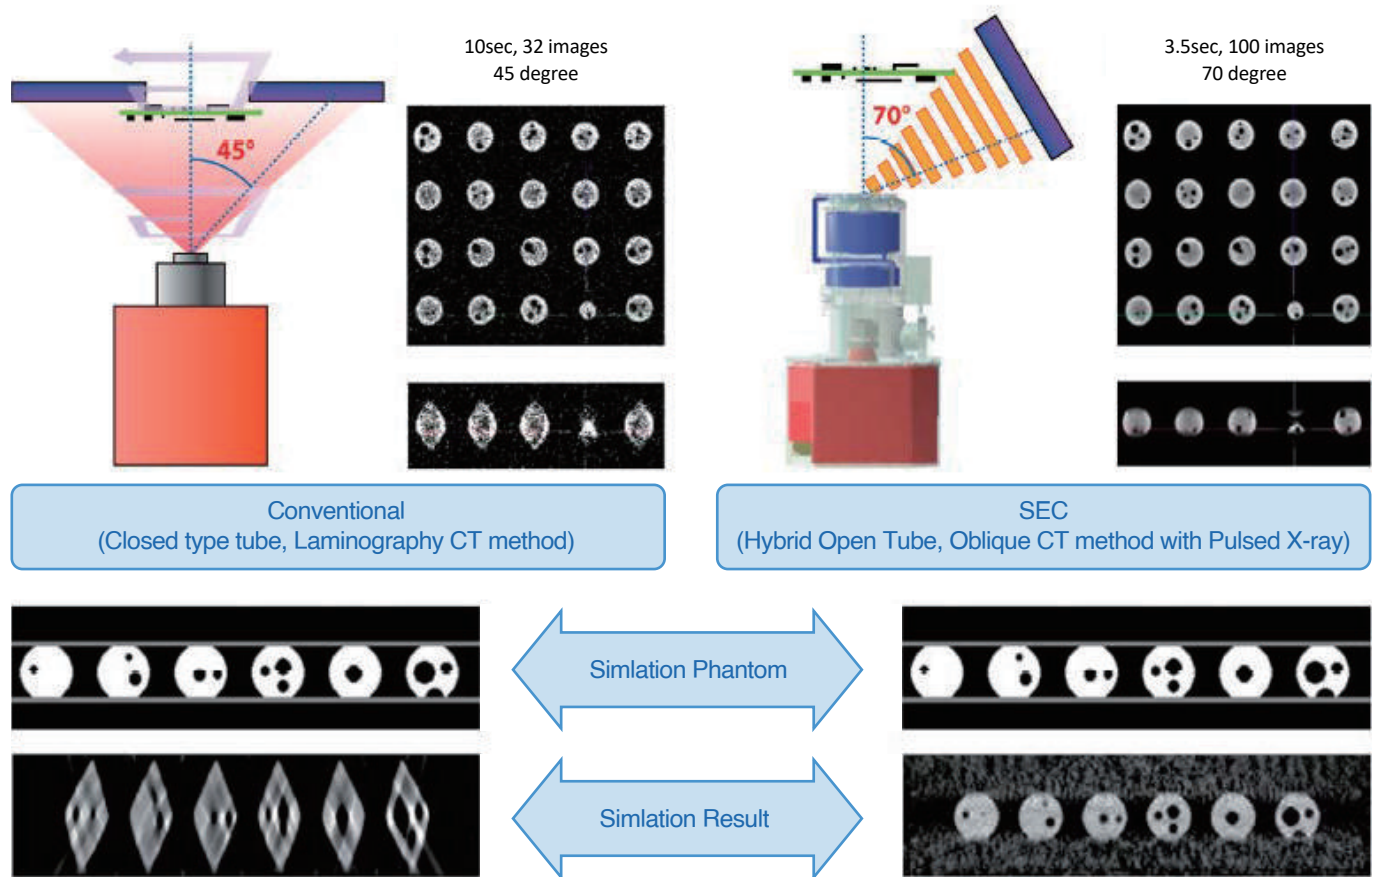 10sec, 32 images
45 degree
45°
3.5sec, 100 images
70 degree
70°
Conventional
(Closed type tube, Laminography CT method)
SEC
(Hybrid Open Tube, Oblique CT method with Pulsed X-ray)
Simlation Phantom
Simlation Result